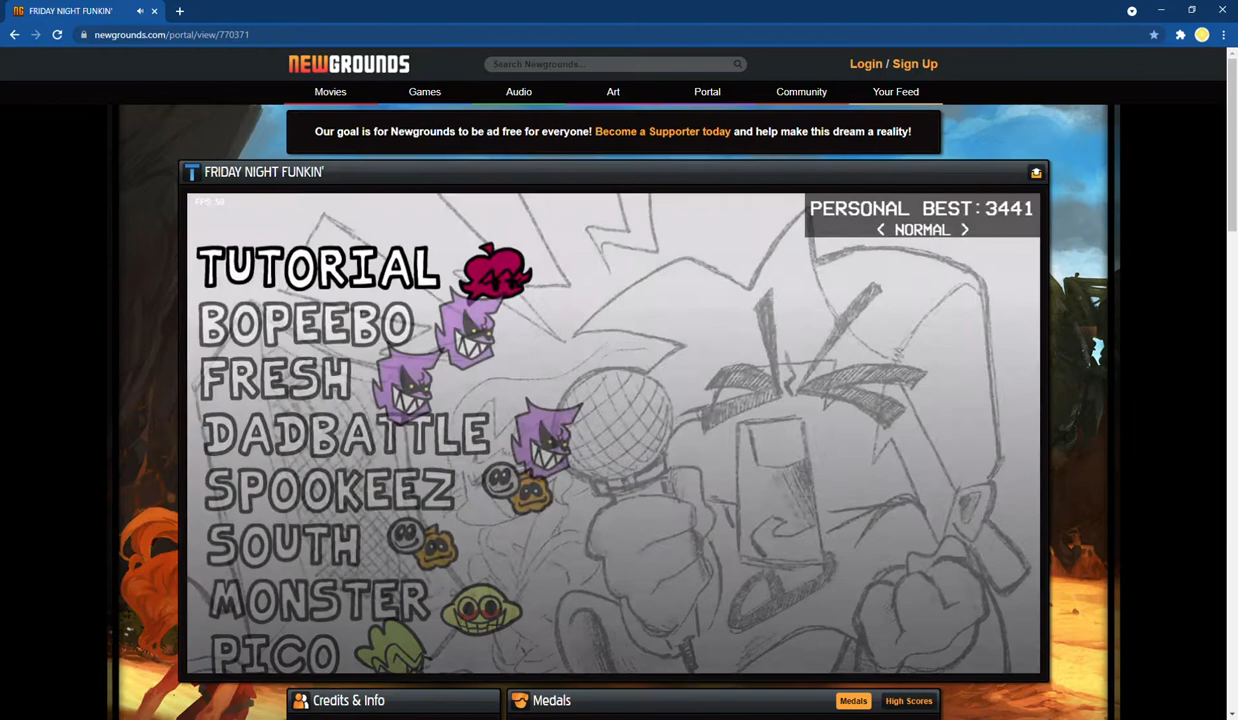 FRIDAY NIGHT FUNKIN'
newgrounds.com/portal/view/770371
NEWGROUNDS
Search Newgrounds...
Login / Sign Up
Movies
Games
Audio
Art
Portal
Community
Your Feed
Our goal is for Newgrounds to be ad free for everyone! Become a Supporter today and help make this dream a reality!
T FRIDAY NIGHT FUNKIN'
FPS: 50
PERSONAL BEST:3441
< NORMAL >
TUTORIAL
BOPEEBO
FRESH
DADBATTLE
SPOOKEEZ
SOUTH
MONSTER
PICO
Credits & Info
Medals
Medals
High Scores